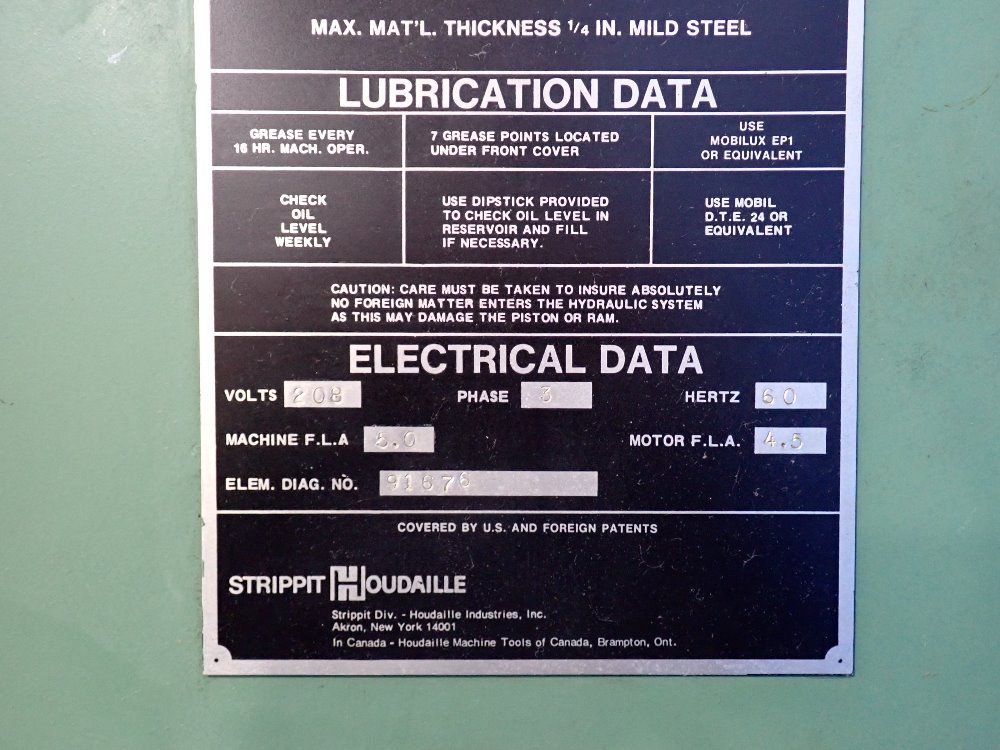 MAX. MAT'L. THICKNESS 1/4 IN. MILD STEEL
LUBRICATION DATA
GREASE EVERY
16 HR. MACH. OPER.
7 GREASE POINTS LOCATED
UNDER FRONT COVER
USE
MOBILUX EP1
OR EQUIVALENT
CHECK
OIL
LEVEL
WEEKLY
USE DIPSTICK PROVIDED
TO CHECK OIL LEVEL IN
RESERVOIR AND FILL
IF NECESSARY.
USE MOBIL
D.T.E. 24 OR
EQUIVALENT
CAUTION: CARE MUST BE TAKEN TO INSURE ABSOLUTELY
NO FOREIGN MATTER ENTERS THE HYDRAULIC SYSTEM
AS THIS MAY DAMAGE THE PISTON OR RAM.
ELECTRICAL DATA
VOLTS 208 PHASE 3 HERTZ 60
MACHINE F.L.A 5.0 MOTOR F.L.A. 4.5
ELEM. DIAG. NO. 91676
COVERED BY U.S. AND FOREIGN PATENTS
STRIPPIT HOUDAILLE
Strippit Div. - Houdaille Industries, Inc.
Akron, New York 14001
In Canada - Houdaille Machine Tools of Canada, Brampton, Ont.